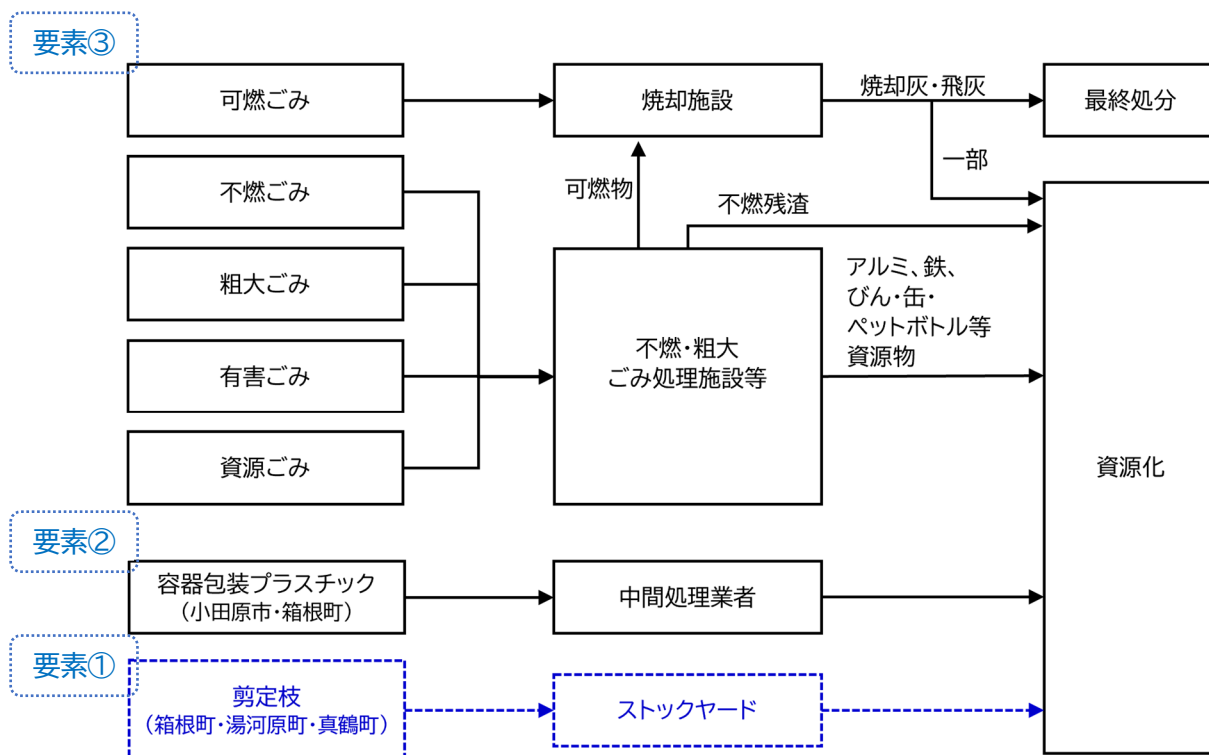 要素③
可燃ごみ
焼却施設
焼却灰・飛灰
最終処分
一部
不燃ごみ
可燃物
不燃残渣
粗大ごみ
アルミ、鉄、
びん・缶・
ペットボトル等
資源物
不燃・粗大
ごみ処理施設等
有害ごみ
資源ごみ
資源化
要素②
容器包装プラスチック
（小田原市・箱根町）
中間処理業者
要素①
剪定枝
（箱根町・湯河原町・真鶴町）
ストックヤード